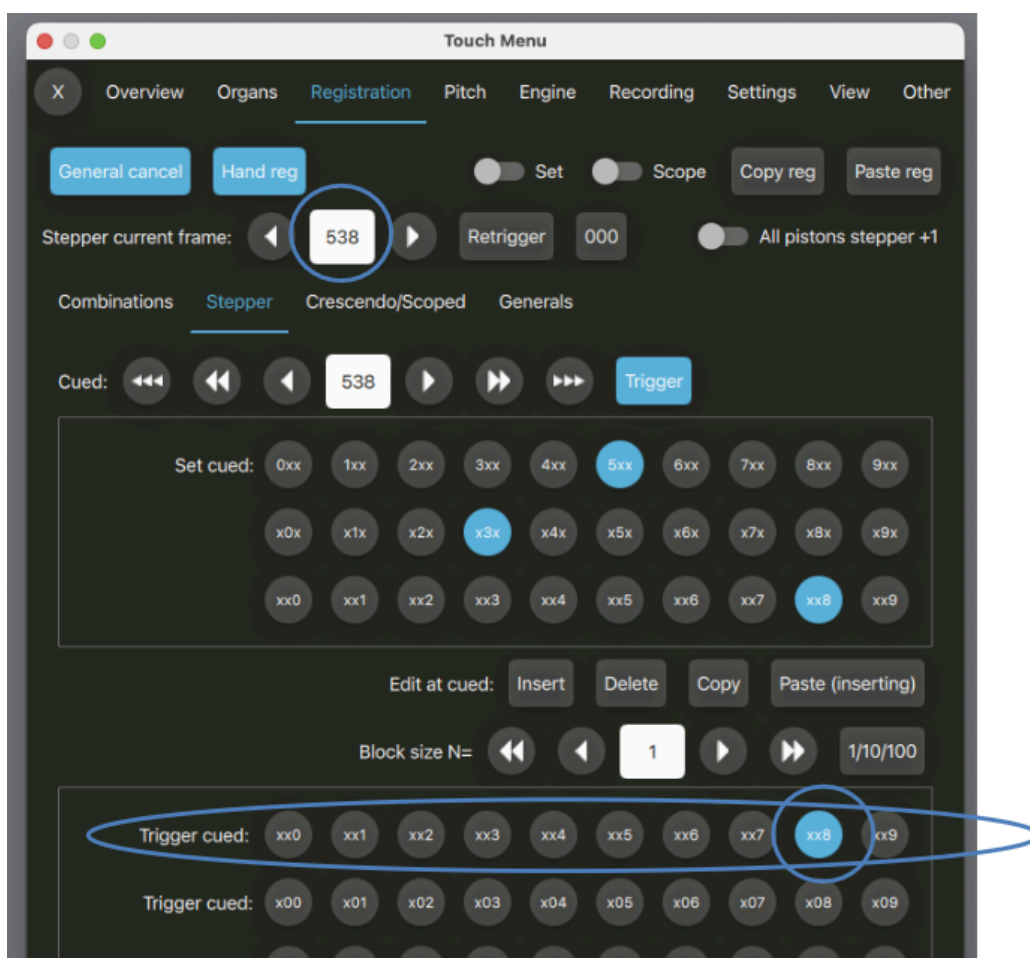 Touch Menu
X Overview Organs Registration Pitch Engine Recording Settings View Other
General cancel Hand reg Set Scope Copy reg Paste reg
Stepper current frame: 538 Retrigger 000 All pistons stepper +1
Combinations Stepper Crescendo/Scoped Generals
Cued: 538 Trigger
Set cued: 0xx 1xx 2xx 3xx 4xx 5xx 6xx 7xx 8xx 9xx
x0x x1x x2x x3x x4x x5x x6x x7x x8x x9x
xx0 xx1 xx2 xx3 xx4 xx5 xx6 xx7 xx8 xx9
Edit at cued: Insert Delete Copy Paste (inserting)
Block size N= 1 1/10/100
Trigger cued: xx0 xx1 xx2 xx3 xx4 xx5 xx6 xx7 xx8 xx9
Trigger cued: x00 x01 x02 x03 x04 x05 x06 x07 x08 x09